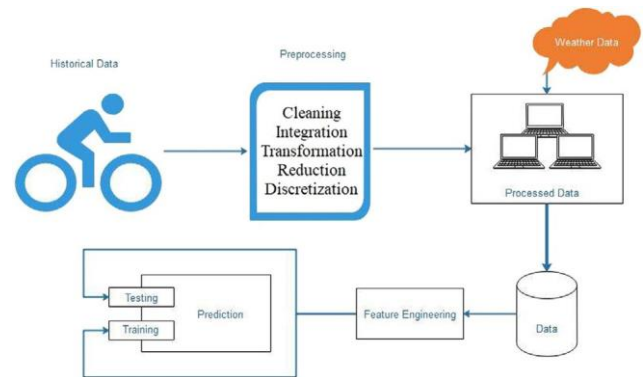 Historical Data
Preprocessing
Weather Data
Cleaning
Integration
Transformation
Reduction
Discretization
Processed Data
Testing
Training
Prediction
Feature Engineering
Data